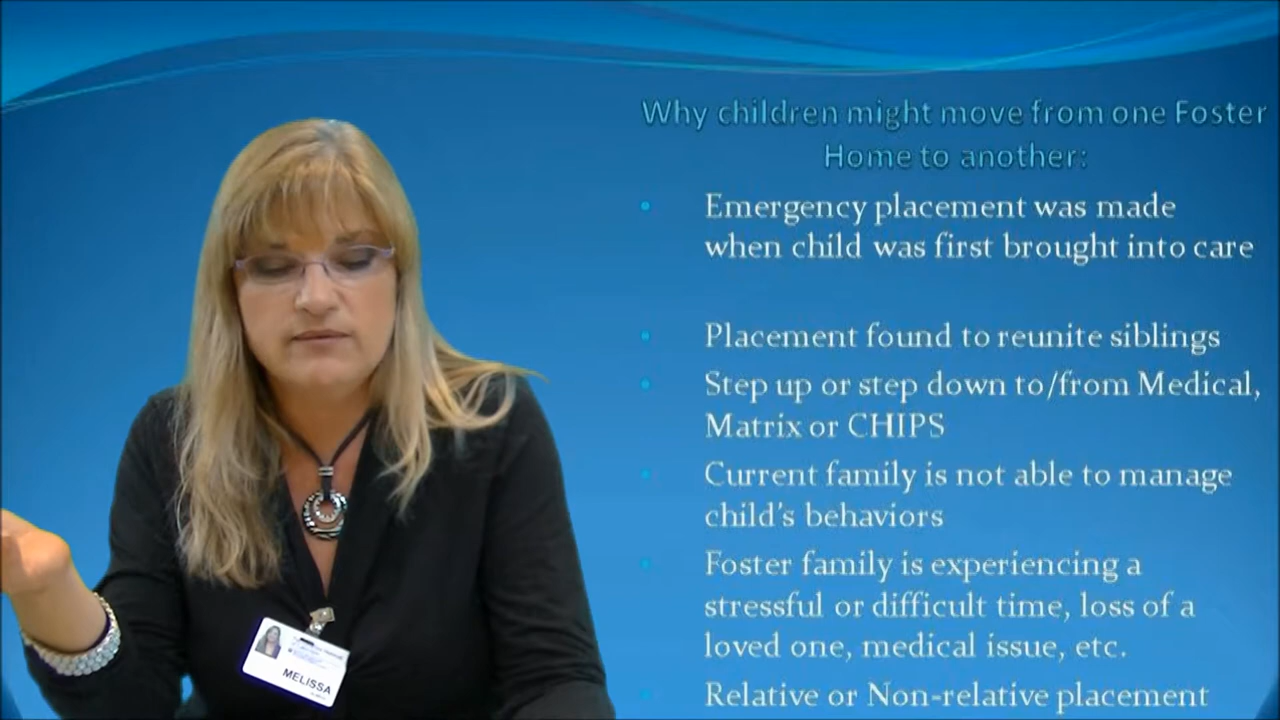 Why children might move from one Foster
Home to another:
Emergency placement was made
when child was first brought into care
Placement found to reunite siblings
Step up or step down to/from Medical,
Matrix or CHIPS
Current family is not able to manage
child's behaviors
Foster family is experiencing a
stressful or difficult time, loss of a
loved one, medical issue, etc.
Relative or Non-relative placement
MELISSA